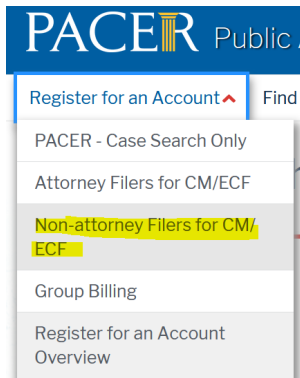 PACER Public
Register for an Account Find
PACER - Case Search Only
Attorney Filers for CM/ECF
Non-attorney Filers for CM/
ECF
Group Billing
Register for an Account
Overview